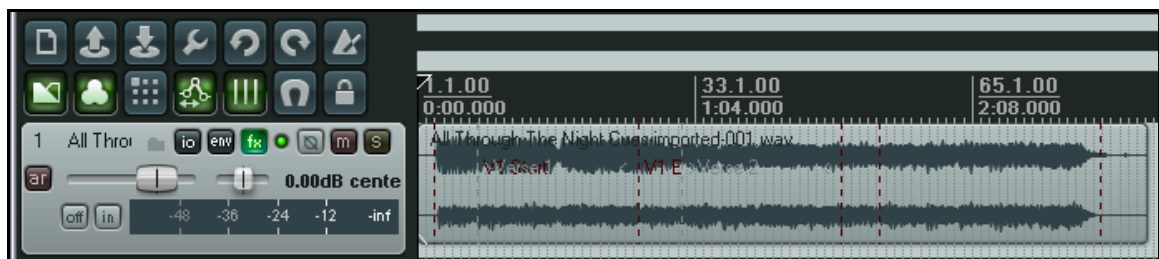 1.1.00 33.1.00 65.1.00
0:00.000 1:04.000 2:08.000
1 All Throu io env fx m s
All Through The Night Cues-imported-001.wav
V1 Start V1 E Verse 2
ar 0.00dB cente
off in -48 -36 -24 -12 -inf